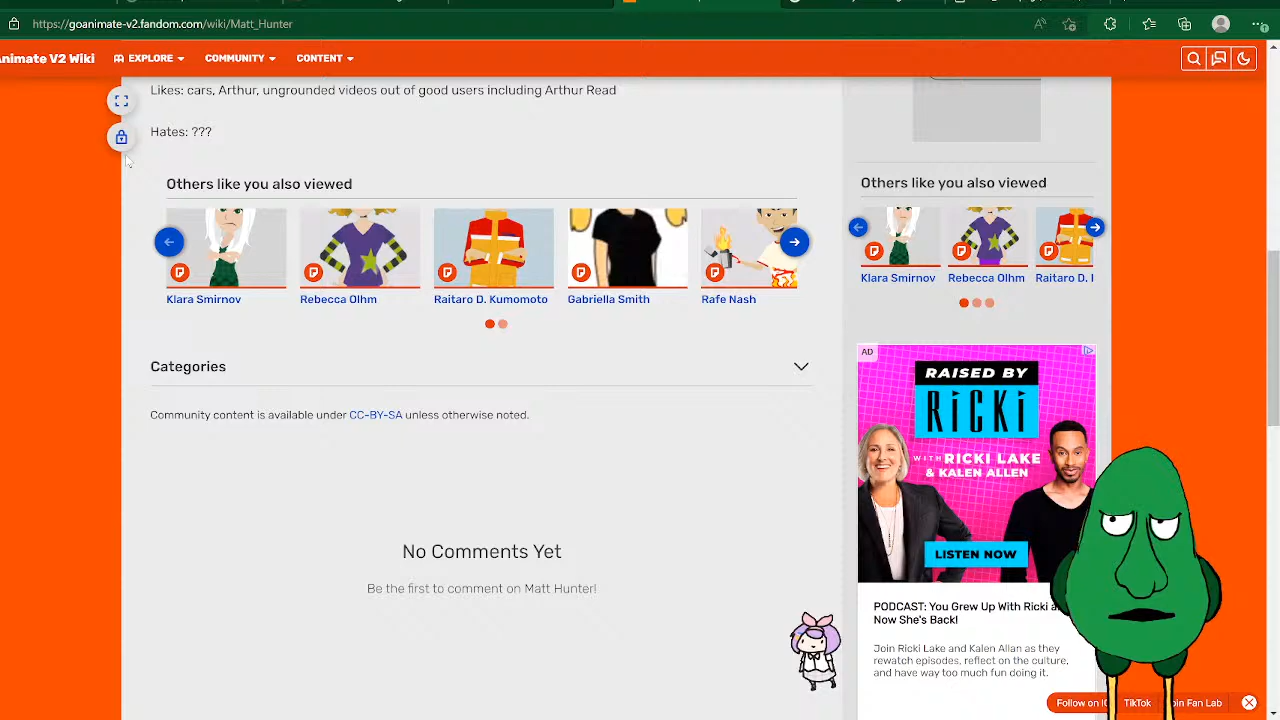 https://goanimate-v2.fandom.com/wiki/Matt_Hunter
Animate V2 Wiki
EXPLORE
COMMUNITY
CONTENT
Likes: cars, Arthur, ungrounded videos out of good users including Arthur Read
Hates: ???
Others like you also viewed
Klara Smirnov
Rebecca Olhm
Raitaro D. Kumomoto
Gabriella Smith
Rafe Nash
Categories
Community content is available under CC-BY-SA unless otherwise noted.
No Comments Yet
Be the first to comment on Matt Hunter!
Others like you also viewed
Klara Smirnov
Rebecca Olhm
Raitaro D.
AD
RAISED BY
RiCKi
WITH RICKI LAKE
& KALEN ALLEN
LISTEN NOW
PODCAST: You Grew Up With Ricki
Now She's Back!
Join Ricki Lake and Kalen Allan as they
rewatch episodes, reflect on the culture,
and have way too much fun doing it.
Follow on
TikTok
Fan Lab